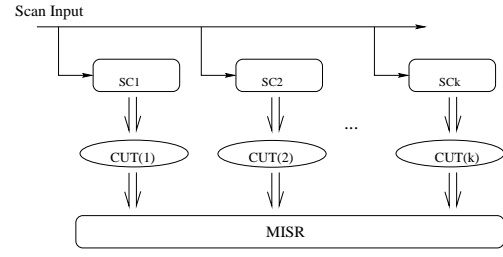 Scan Input
SC1 SC2 SCk
...
CUT(1) CUT(2) CUT(k)
MISR